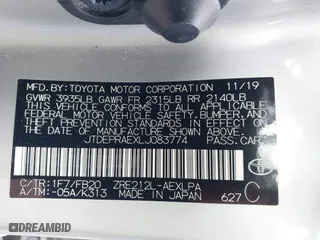 MFD.BY:TOYOTA MOTOR CORPORATION 11/19
GVWR 3935LB GAWR FR 2315LB RR 2140LB
THIS VEHICLE CONFORMS TO ALL APPLICABLE
FEDERAL MOTOR VEHICLE SAFETY, BUMPER, AND
THEFT PREVENTION STANDARDS IN EFFECT ON THE
DATE OF MANUFACTURE SHOWN ABOVE.
JTDEPRAEXLJ083774 PASS.CAR
C/TR:1F7/FB20 ZRE212L-AEXLPA
A/TM:-05A/K313 MADE IN JAPAN 627 C
DEALERSHIPS.COM